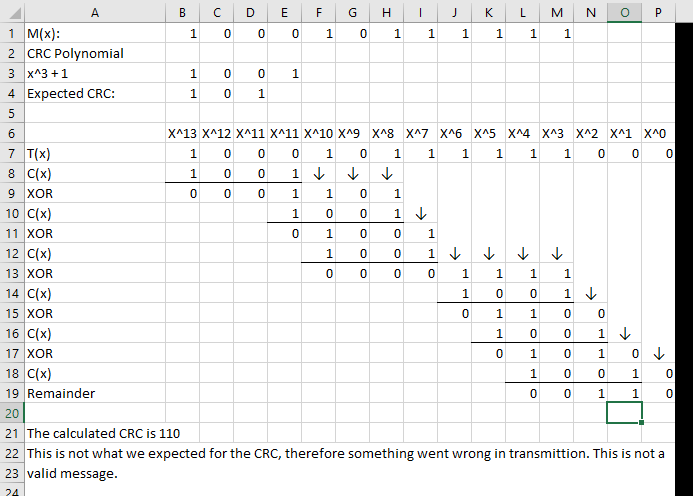 A B C D E F G H I J K L M N O P
1 M(x): 1 0 0 0 1 0 1 1 1 1 1 1
2 CRC Polynomial
3 x^3 + 1 1 0 0 1
4 Expected CRC: 1 0 1
5
6 X^13 X^12 X^11 X^11 X^10 X^9 X^8 X^7 X^6 X^5 X^4 X^3 X^2 X^1 X^0
7 T(x) 1 0 0 0 1 0 1 1 1 1 1 1 0 0 0
8 C(x) 1 0 0 1 ↓ ↓ ↓
9 XOR 0 0 0 1 1 0 1
10 C(x) 1 0 0 1 ↓
11 XOR 0 1 0 0 1
12 C(x) 1 0 0 1 ↓ ↓ ↓ ↓
13 XOR 0 0 0 0 1 1 1 1
14 C(x) 1 0 0 1 ↓
15 XOR 0 1 1 0 0
16 C(x) 1 0 0 1 ↓
17 XOR 0 1 0 1 0 ↓
18 C(x) 1 0 0 1 0
19 Remainder 0 0 1 1 0
20
21 The calculated CRC is 110
22 This is not what we expected for the CRC, therefore something went wrong in transmittion. This is not a
23 valid message.
24